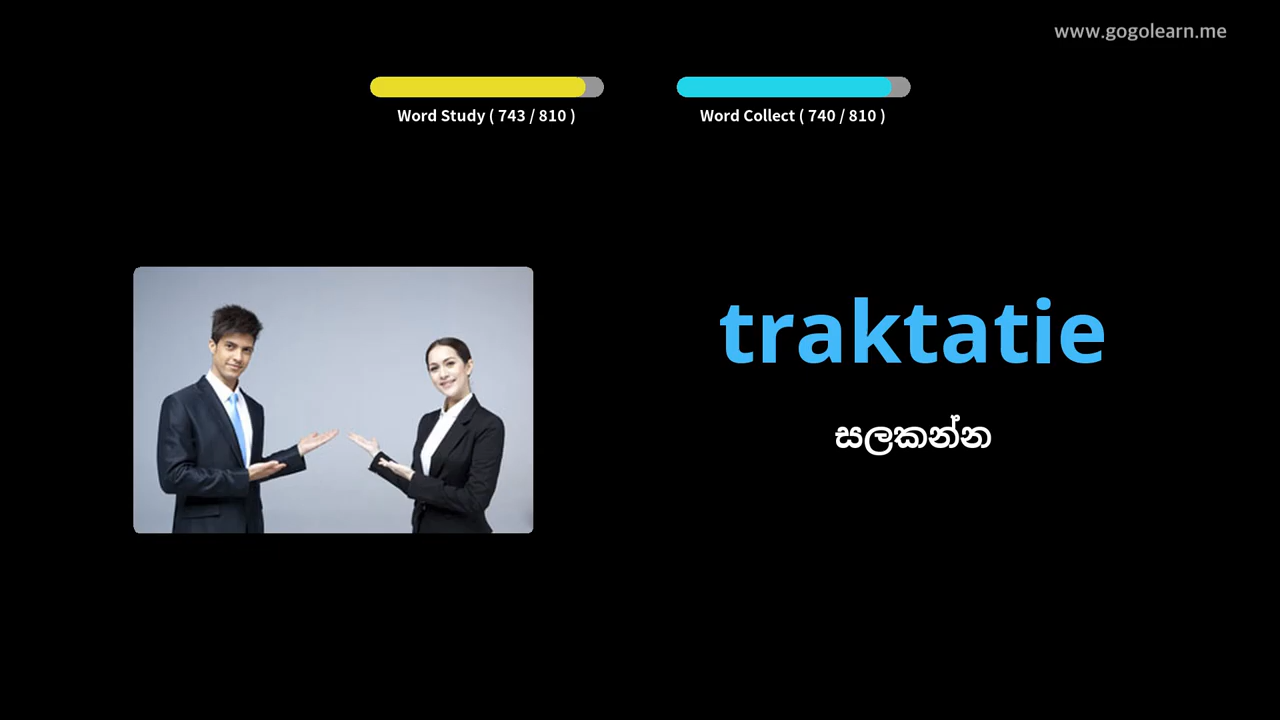 www.gogolearn.me
Word Study ( 743 / 810 )
Word Collect ( 740 / 810 )
traktatie
සලකන්න